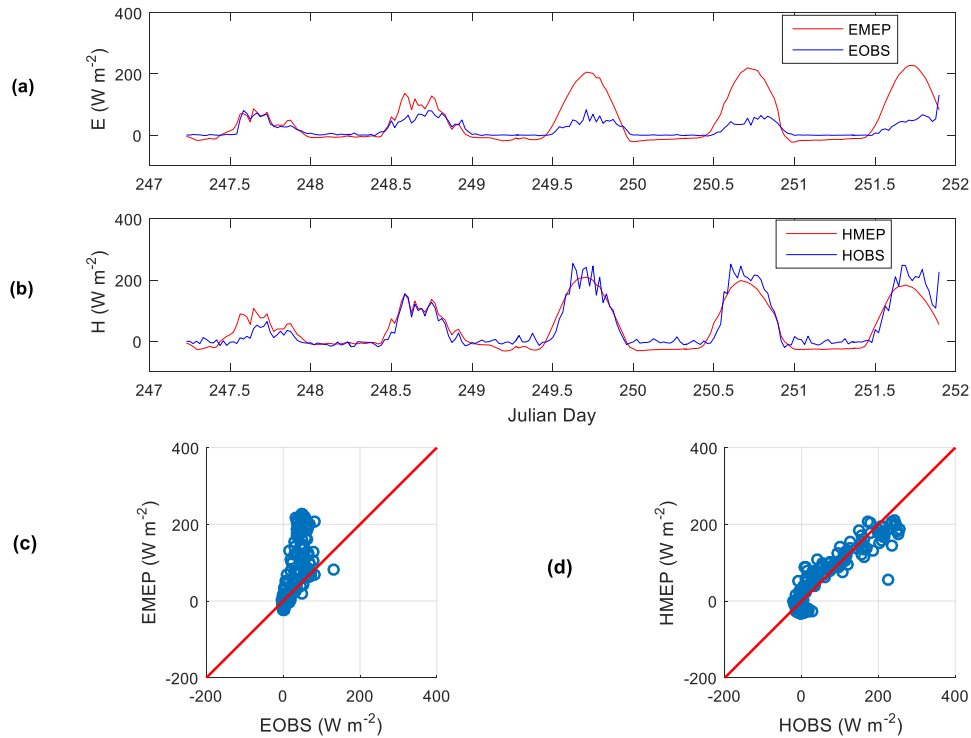 (a)
E (W m-2)
400
200
0
EMEP
EOBS
247 247.5 248 248.5 249 249.5 250 250.5 251 251.5 252
(b)
H (W m-2)
400
200
0
HMEP
HOBS
247 247.5 248 248.5 249 249.5 250 250.5 251 251.5 252
Julian Day
(c)
EMEP (W m-2)
400
200
0
-200
-200 0 200 400
EOBS (W m-2)
(d)
HMEP (W m-2)
400
200
0
-200
-200 0 200 400
HOBS (W m-2)